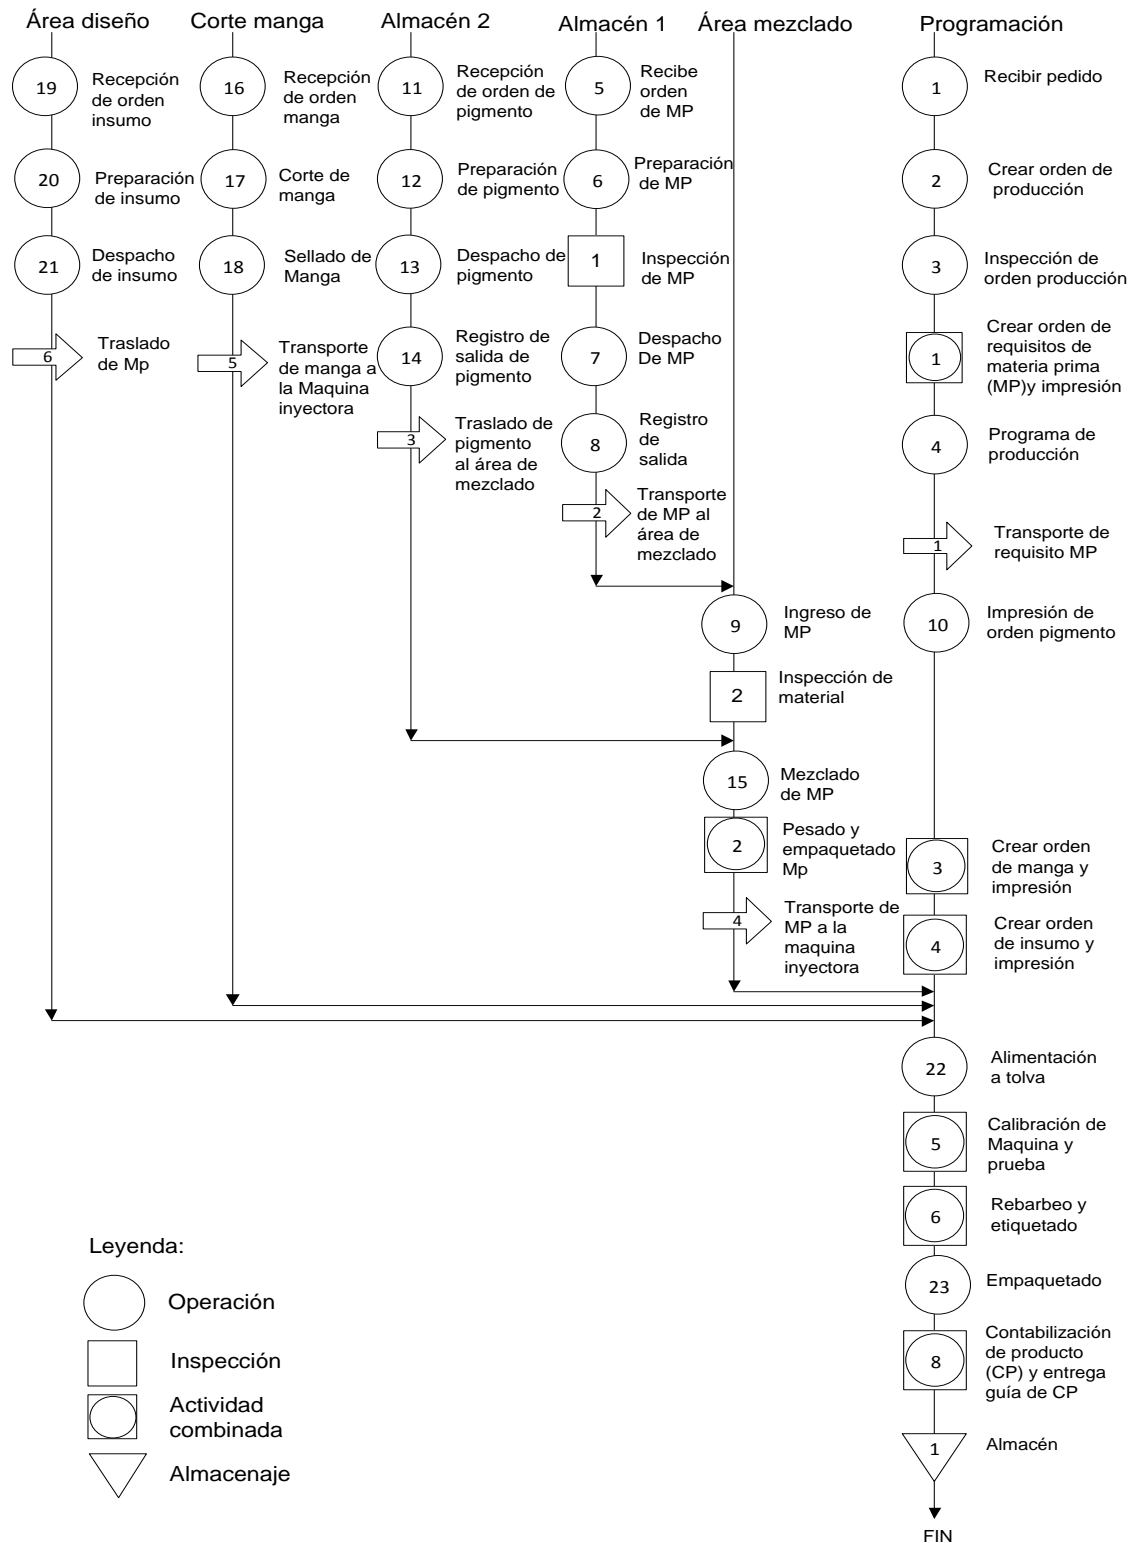 Área diseño
Corte manga
Almacén 2
Almacén 1
Área mezclado
Programación
19
Recepción
de orden
insumo
20
Preparación
de insumo
21
Despacho
de insumo
6
Traslado
de Mp
16
Recepción
de orden
manga
17
Corte de
manga
18
Sellado de
Manga
5
Transporte
de manga a
la Maquina
inyectora
11
Recepción
de orden de
pigmento
12
Preparación
de pigmento
13
Despacho de
pigmento
14
Registro de
salida de
pigmento
3
Traslado de
pigmento
al área de
mezclado
5
Recibe
orden
de MP
6
Preparación
de MP
1
Inspección
de MP
7
Despacho
De MP
8
Registro
de
salida
2
Transporte
de MP al
área de
mezclado
9
Ingreso de
MP
2
Inspección de
material
15
Mezclado
de MP
2
Pesado y
empaquetado
Mp
4
Transporte de
MP a la
maquina
inyectora
1
Recibir pedido
2
Crear orden de
producción
3
Inspección de
orden producción
1
Crear orden de
requisitos de
materia prima
(MP)y impresión
4
Programa de
producción
1
Transporte de
requisito MP
10
Impresión de
orden pigmento
3
Crear orden
de manga y
impresión
4
Crear orden
de insumo y
impresión
22
Alimentación
a tolva
5
Calibración de
Maquina y
prueba
6
Rebarbeo y
etiquetado
23
Empaquetado
8
Contabilización
de producto
(CP) y entrega
guía de CP
1
Almacén
FIN
Leyenda:
Operación
Inspección
Actividad
combinada
Almacenaje